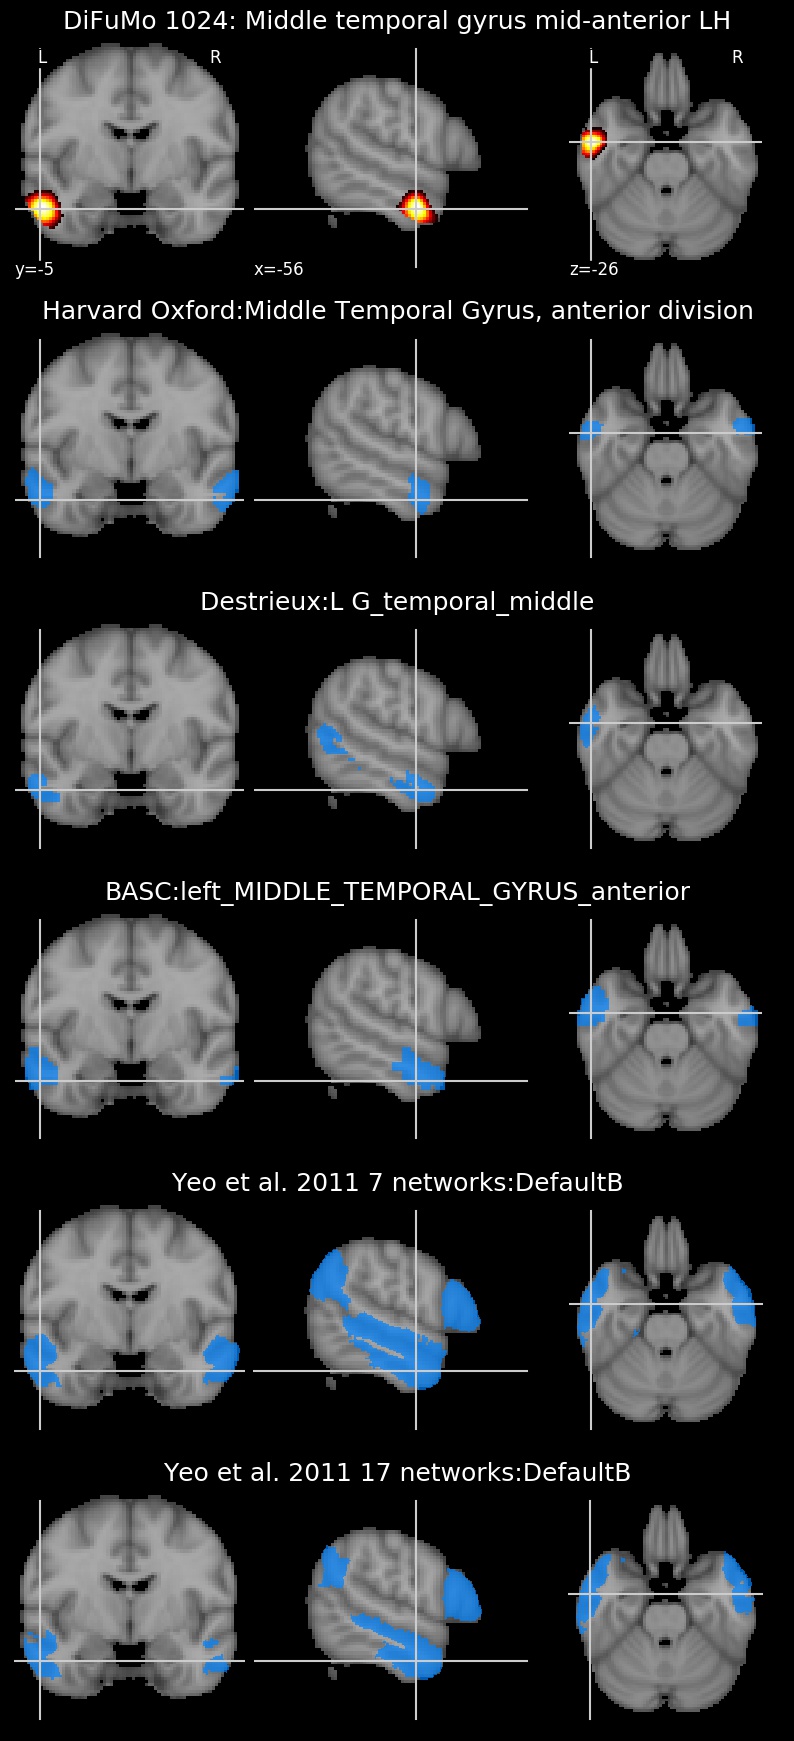 DiFuMo 1024: Middle temporal gyrus mid-anterior LH
L R L R
y=-5 x=-56 z=-26
Harvard Oxford:Middle Temporal Gyrus, anterior division
Destrieux:L G_temporal_middle
BASC:left_MIDDLE_TEMPORAL_GYRUS_anterior
Yeo et al. 2011 7 networks:DefaultB
Yeo et al. 2011 17 networks:DefaultB